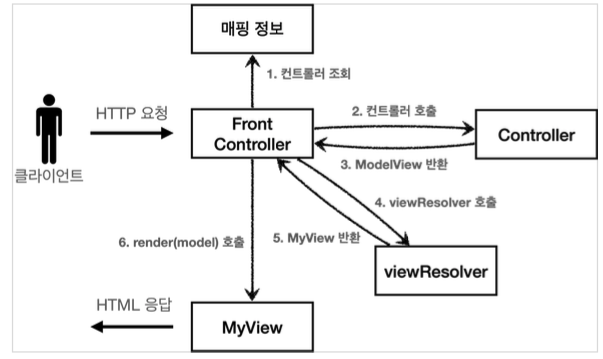 매핑 정보
1. 컨트롤러 조회
HTTP 요청
클라이언트
Front
Controller
2. 컨트롤러 호출
Controller
3. ModelView 반환
4. viewResolver 호출
5. MyView 반환
viewResolver
6. render(model) 호출
HTML 응답
MyView